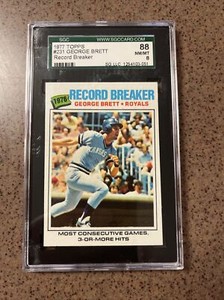 SGC
WWW.SGCCARD.COM
1977 TOPPS
#231 GEORGE BRETT
Record Breaker
88
NM/MT
8
1976
RECORD BREAKER
GEORGE BRETT • ROYALS
MOST CONSECUTIVE GAMES,
3-OR-MORE HITS